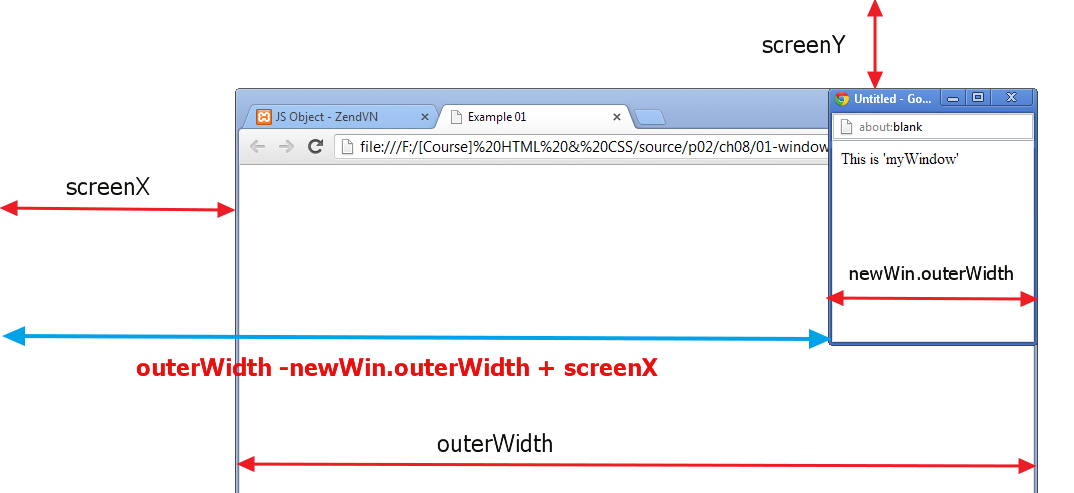 screenY
Untitled - Go...
JS Object - ZendVN
Example 01
about:blank
file:///F:/[Course]%20HTML%20&%20CSS/source/p02/ch08/01-window
This is 'myWindow'
screenX
newWin.outerWidth
outerWidth -newWin.outerWidth + screenX
outerWidth